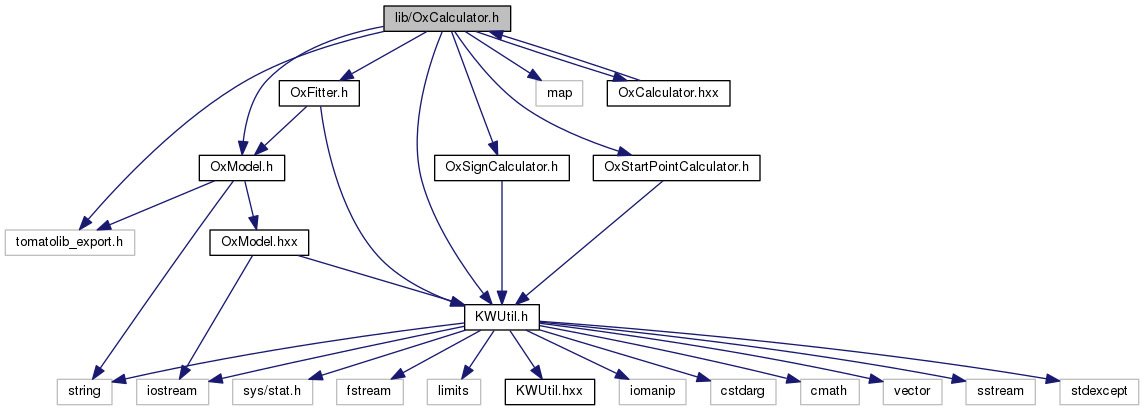 lib/OxCalculator.h
OxFitter.h
map
OxCalculator.hxx
OxModel.h
OxSignCalculator.h
OxStartPointCalculator.h
tomatolib_export.h
OxModel.hxx
KWUtil.h
string
iostream
sys/stat.h
fstream
limits
KWUtil.hxx
iomanip
cstdarg
cmath
vector
sstream
stdexcept